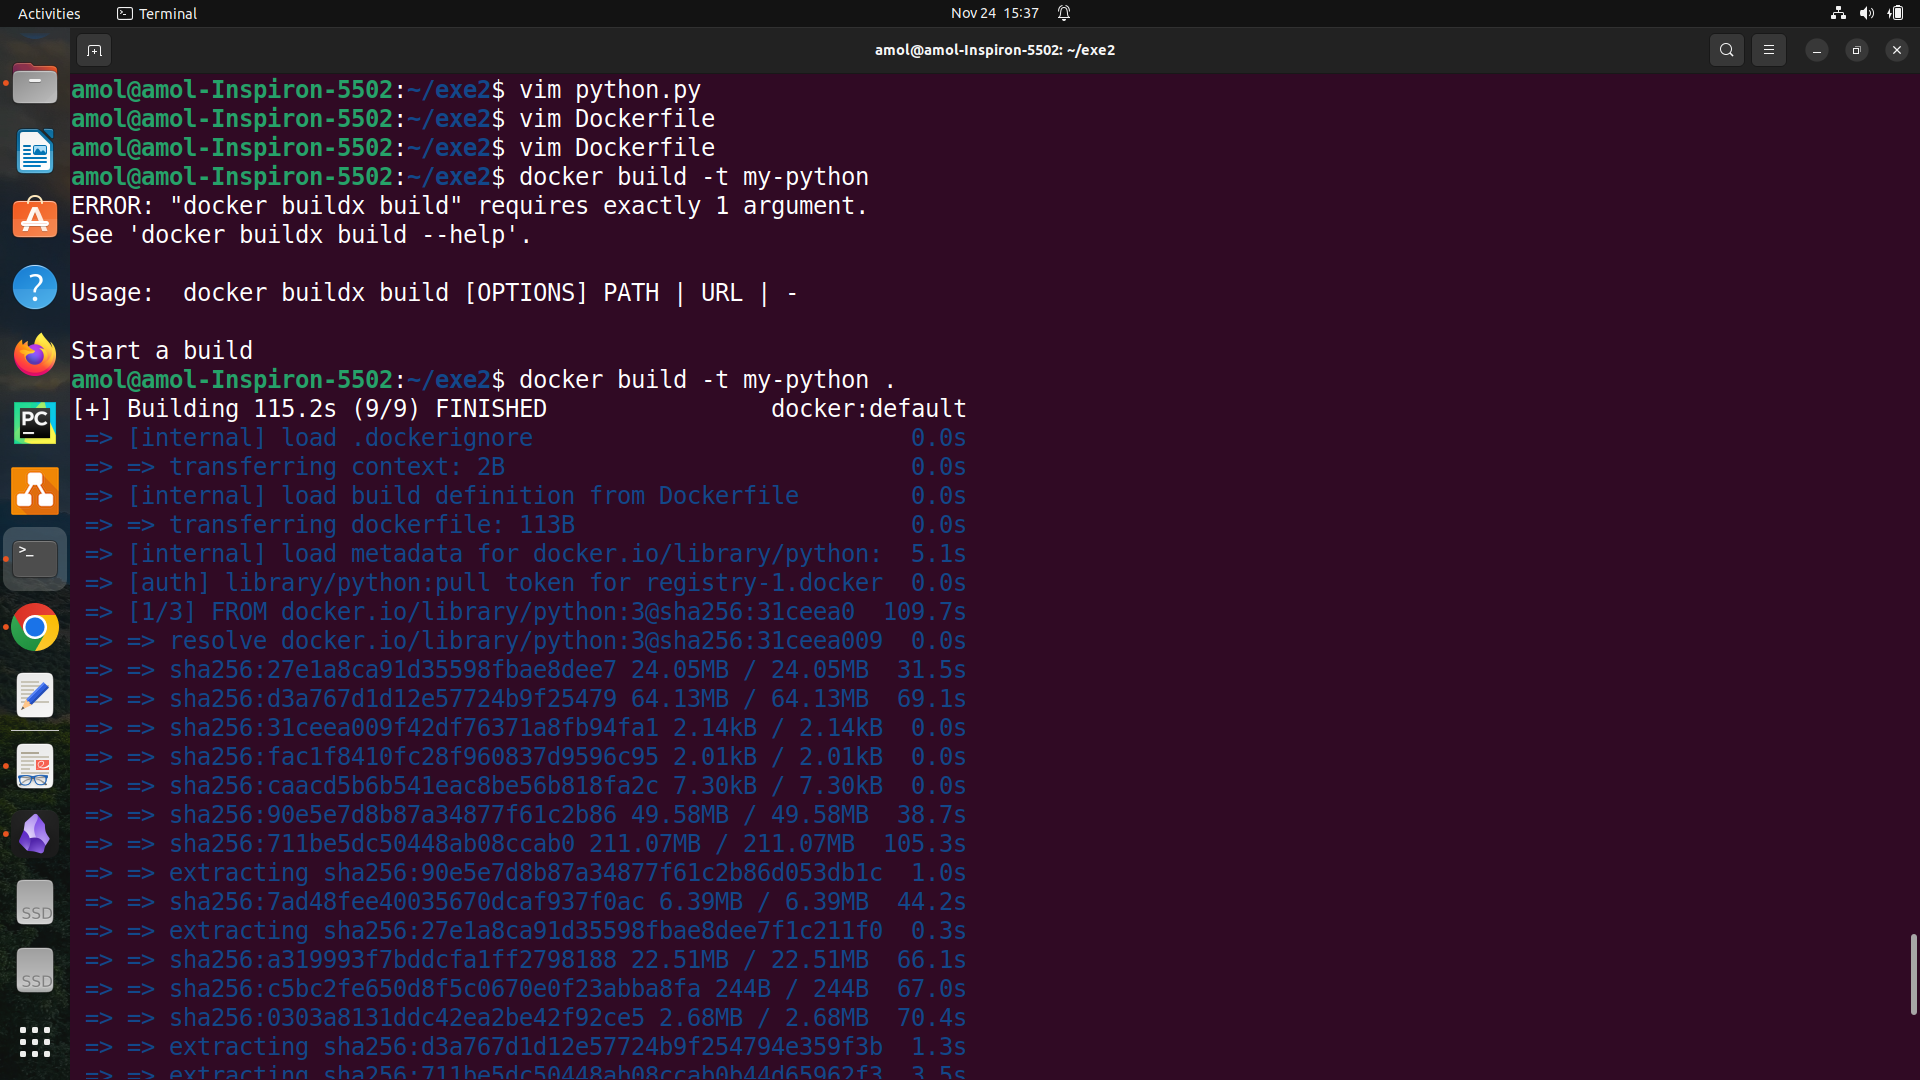 Activities
Terminal
Nov 24 15:37
amol@amol-Inspiron-5502: ~/exe2
amol@amol-Inspiron-5502:~/exe2$ vim python.py
amol@amol-Inspiron-5502:~/exe2$ vim Dockerfile
amol@amol-Inspiron-5502:~/exe2$ vim Dockerfile
amol@amol-Inspiron-5502:~/exe2$ docker build -t my-python
ERROR: "docker buildx build" requires exactly 1 argument.
See 'docker buildx build --help'.
Usage:  docker buildx build [OPTIONS] PATH | URL | -
Start a build
amol@amol-Inspiron-5502:~/exe2$ docker build -t my-python .
[+] Building 115.2s (9/9) FINISHED                docker:default
=> [internal] load .dockerignore                           0.0s
=> => transferring context: 2B                             0.0s
=> [internal] load build definition from Dockerfile        0.0s
=> => transferring dockerfile: 113B                        0.0s
=> [internal] load metadata for docker.io/library/python:  5.1s
=> [auth] library/python:pull token for registry-1.docker  0.0s
=> [1/3] FROM docker.io/library/python:3@sha256:31ceea0  109.7s
=> => resolve docker.io/library/python:3@sha256:31ceea009  0.0s
=> => sha256:27e1a8ca91d35598fbae8dee7 24.05MB / 24.05MB  31.5s
=> => sha256:d3a767d1d12e57724b9f25479 64.13MB / 64.13MB  69.1s
=> => sha256:31ceea009f42df76371a8fb94fa1 2.14kB / 2.14kB  0.0s
=> => sha256:fac1f8410fc28f960837d9596c95 2.01kB / 2.01kB  0.0s
=> => sha256:caacd5b6b541eac8be56b818fa2c 7.30kB / 7.30kB  0.0s
=> => sha256:90e5e7d8b87a34877f61c2b86 49.58MB / 49.58MB  38.7s
=> => sha256:711be5dc50448ab08ccab0 211.07MB / 211.07MB  105.3s
=> => extracting sha256:90e5e7d8b87a34877f61c2b86d053db1c  1.0s
=> => sha256:7ad48fee40035670dcaf937f0ac 6.39MB / 6.39MB  44.2s
=> => extracting sha256:27e1a8ca91d35598fbae8dee7f1c211f0  0.3s
=> => sha256:a319993f7bddcfa1ff2798188 22.51MB / 22.51MB  66.1s
=> => sha256:c5bc2fe650d8f5c0670e0f23abba8fa 244B / 244B  67.0s
=> => sha256:0303a8131ddc42ea2be42f92ce5 2.68MB / 2.68MB  70.4s
=> => extracting sha256:d3a767d1d12e57724b9f254794e359f3b  1.3s
=> => extracting sha256:711be5dc50448ab08ccab0b44d65962f3  3.5s
PC
>_
SSD
SSD